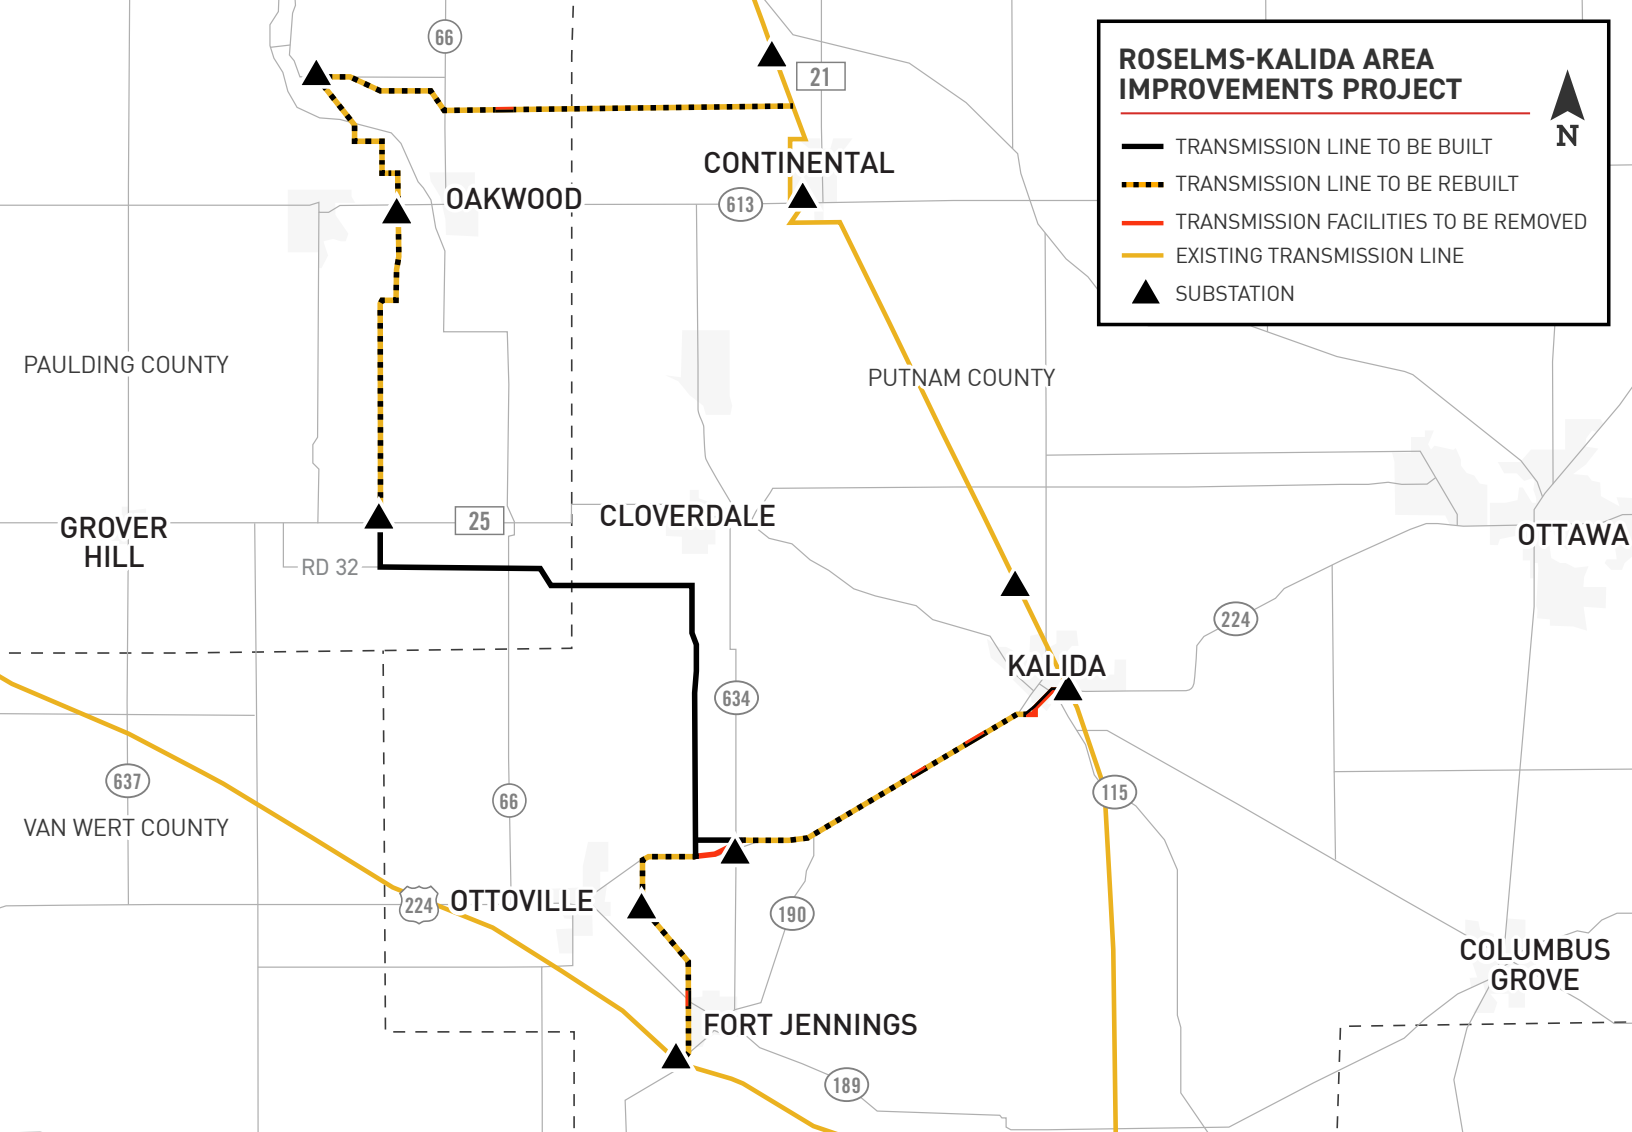 66
21
ROSELMS-KALIDA AREA
IMPROVEMENTS PROJECT
N
TRANSMISSION LINE TO BE BUILT
TRANSMISSION LINE TO BE REBUILT
TRANSMISSION FACILITIES TO BE REMOVED
EXISTING TRANSMISSION LINE
SUBSTATION
CONTINENTAL
OAKWOOD
613
PAULDING COUNTY
PUTNAM COUNTY
GROVER
HILL
25
CLOVERDALE
OTTAWA
RD 32
224
KALIDA
634
637
66
115
VAN WERT COUNTY
224
OTTOVILLE
190
COLUMBUS
GROVE
FORT JENNINGS
189